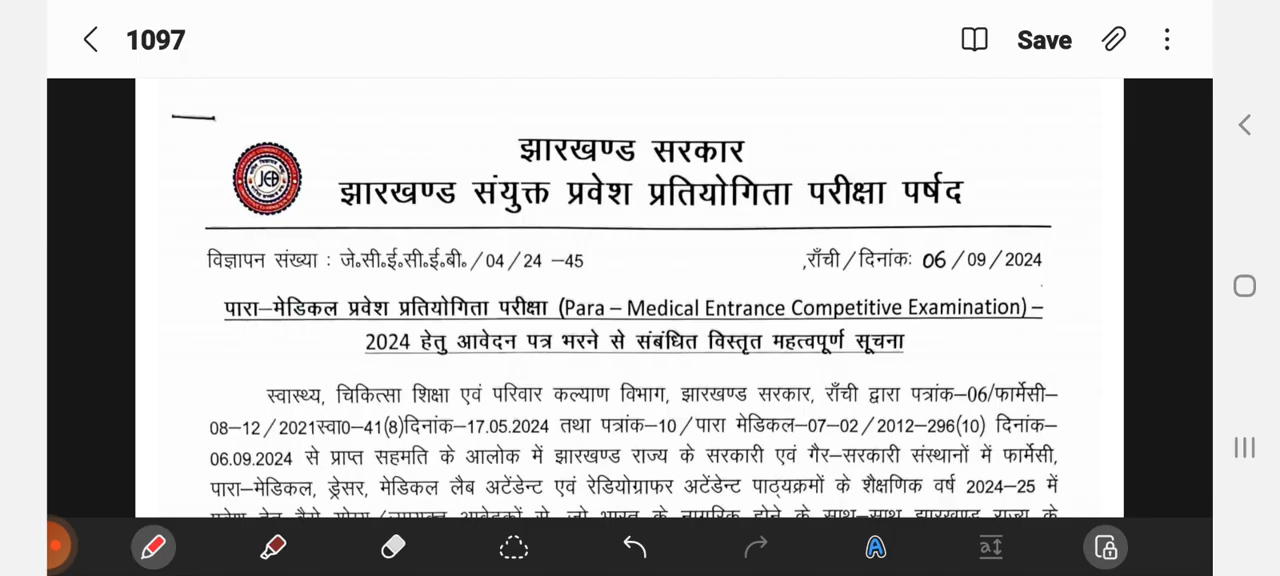 1097
Save
झारखण्ड सरकार
झारखण्ड संयुक्त प्रवेश प्रतियोगिता परीक्षा पर्षद
JCB
विज्ञापन संख्या : जे॰सी॰ई॰सी॰ई॰बी॰ / 04 / 24 –45
,राँची / दिनांक: 06 / 09 / 2024
पारा–मेडिकल प्रवेश प्रतियोगिता परीक्षा (Para – Medical Entrance Competitive Examination) –
2024 हेतु आवेदन पत्र भरने से संबंधित विस्तृत महत्वपूर्ण सूचना
स्वास्थ्य, चिकित्सा शिक्षा एवं परिवार कल्याण विभाग, झारखण्ड सरकार, राँची द्वारा पत्रांक–06/फार्मेसी–
08–12 / 2021स्वा0–41(8)दिनांक–17.05.2024 तथा पत्रांक–10 / पारा मेडिकल–07–02 / 2012–296(10) दिनांक–
06.09.2024 से प्राप्त सहमति के आलोक में झारखण्ड राज्य के सरकारी एवं गैर–सरकारी संस्थानों में फार्मेसी,
पारा–मेडिकल, ड्रेसर, मेडिकल लैब अटेंडेन्ट एवं रेडियोग्राफर अटेंडेन्ट पाठ्यक्रमों के शैक्षणिक वर्ष 2024–25 में